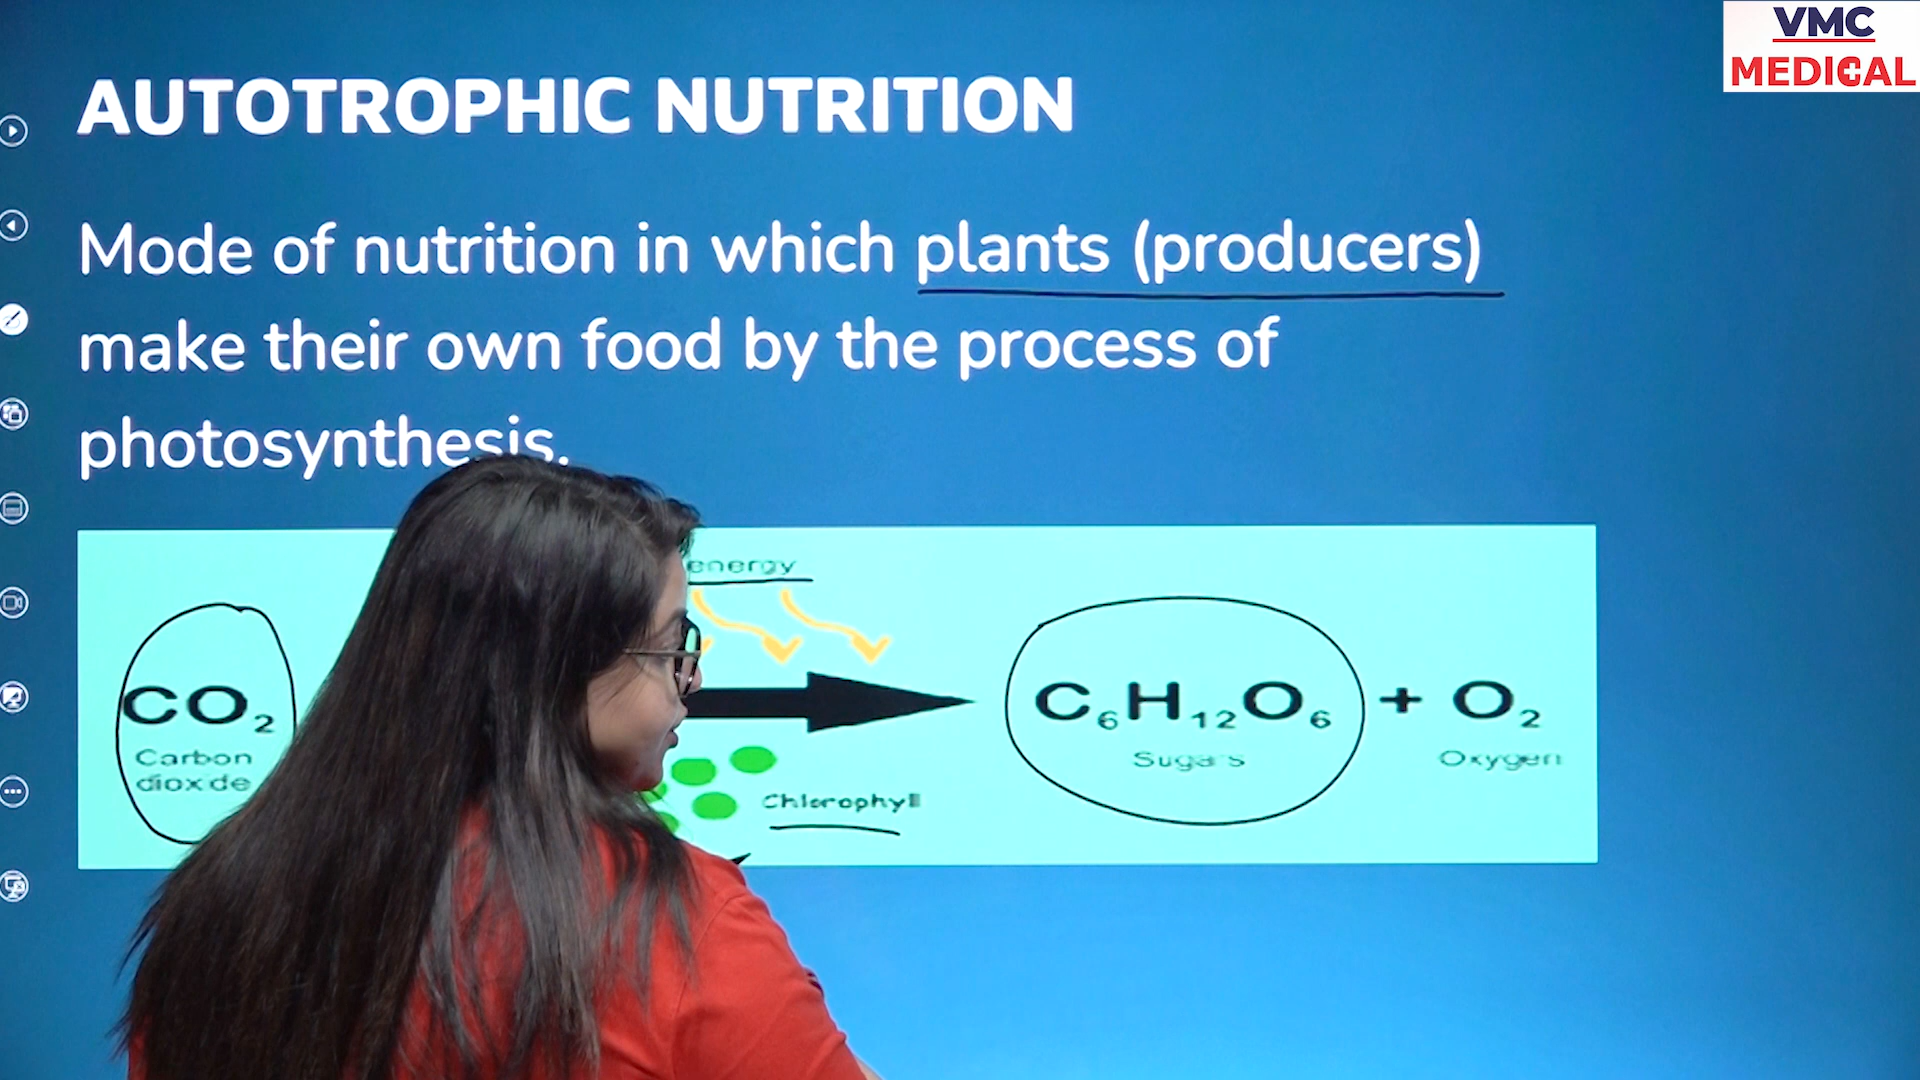 VMC
MEDICAL
AUTOTROPHIC NUTRITION
Mode of nutrition in which plants (producers)
make their own food by the process of
photosynthesis.
energy
CO₂
C₆H₁₂O₆ + O₂
Carbon
dioxide
Sugars
Oxygen
Chlorophyll